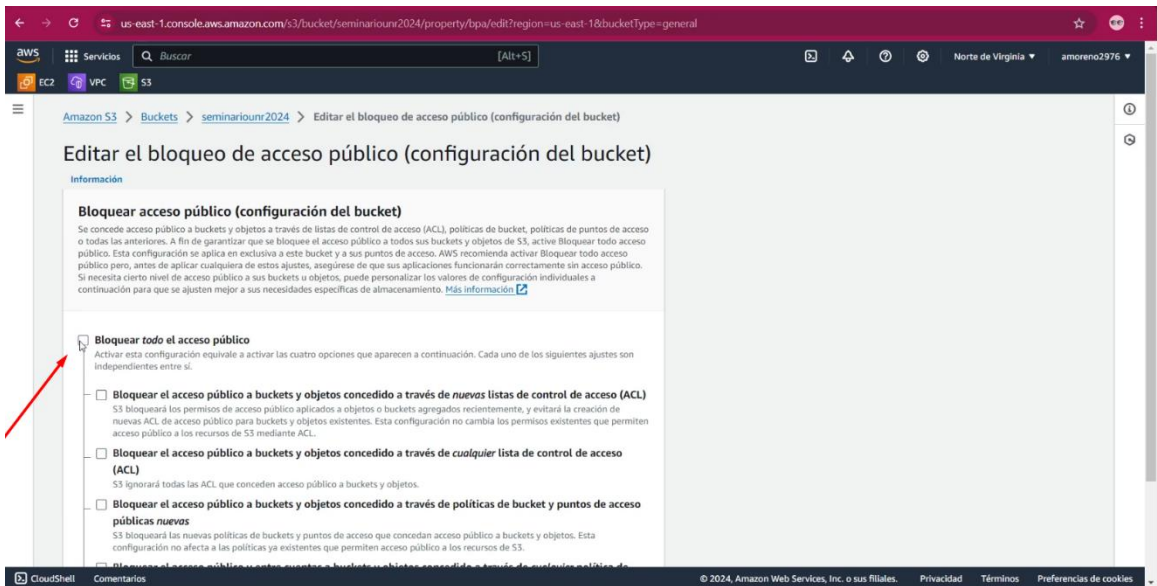 us-east-1.console.aws.amazon.com/s3/bucket/seminariounr2024/property/bpa/edit?region=us-east-1&bucketType=general
aws Servicios Buscar [Alt+S] Norte de Virginia amoreno2976
EC2 VPC S3
Amazon S3 > Buckets > seminariounr2024 > Editar el bloqueo de acceso público (configuración del bucket)
Editar el bloqueo de acceso público (configuración del bucket)
Información
Bloquear acceso público (configuración del bucket)
Se concede acceso público a buckets y objetos a través de listas de control de acceso (ACL), políticas de bucket, políticas de puntos de acceso
o todas las anteriores. A fin de garantizar que se bloquee el acceso público a todos sus buckets y objetos de S3, active Bloquear todo acceso
público. Esta configuración se aplica en exclusiva a este bucket y a sus puntos de acceso. AWS recomienda activar Bloquear todo acceso
público pero, antes de aplicar cualquiera de estos ajustes, asegúrese de que sus aplicaciones funcionarán correctamente sin acceso público.
Si necesita cierto nivel de acceso público a sus buckets u objetos, puede personalizar los valores de configuración individuales a
continuación para que se ajusten mejor a sus necesidades específicas de almacenamiento. Más información
Bloquear todo el acceso público
Activar esta configuración equivale a activar las cuatro opciones que aparecen a continuación. Cada uno de los siguientes ajustes son
independientes entre sí.
Bloquear el acceso público a buckets y objetos concedido a través de nuevas listas de control de acceso (ACL)
S3 bloqueará los permisos de acceso público aplicados a objetos o buckets agregados recientemente, y evitará la creación de
nuevas ACL de acceso público para buckets y objetos existentes. Esta configuración no cambia los permisos existentes que permiten
acceso público a los recursos de S3 mediante ACL.
Bloquear el acceso público a buckets y objetos concedido a través de cualquier lista de control de acceso
(ACL)
S3 ignorará todas las ACL que conceden acceso público a buckets y objetos.
Bloquear el acceso público a buckets y objetos concedido a través de políticas de bucket y puntos de acceso
públicas nuevas
S3 bloqueará las nuevas políticas de buckets y puntos de acceso que concedan acceso público a buckets y objetos. Esta
configuración no afecta a las políticas ya existentes que permiten acceso público a los recursos de S3.
Bloquear el acceso público y entre cuentas a buckets y objetos concedido a través de cualquier política de
CloudShell Comentarios © 2024, Amazon Web Services, Inc. o sus filiales. Privacidad Términos Preferencias de cookies